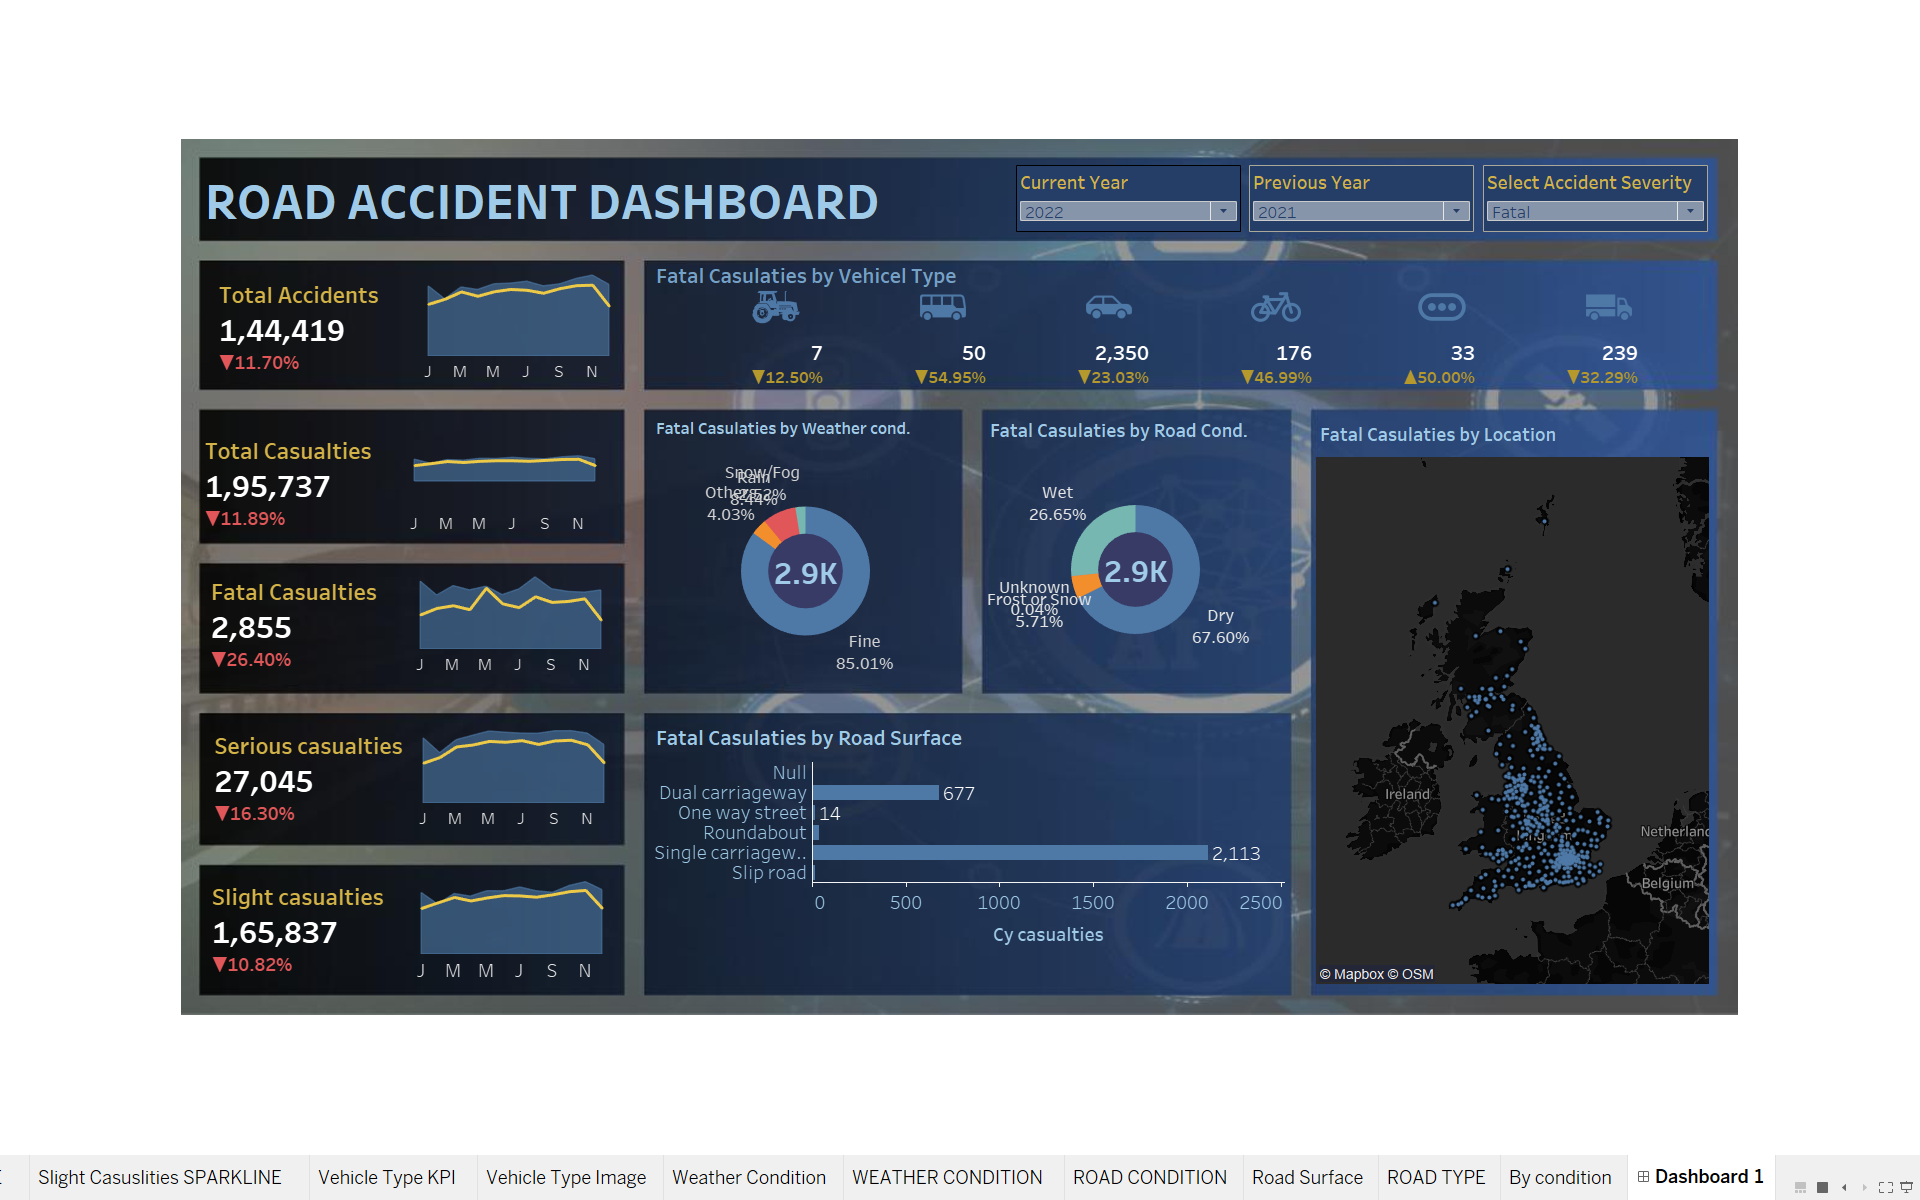 ROAD ACCIDENT DASHBOARD
Current Year
2022
Previous Year
2021
Select Accident Severity
Fatal
Total Accidents
1,44,419
▼11.70%
J M M J S N
Total Casualties
1,95,737
▼11.89%
J M M J S N
Fatal Casualties
2,855
▼26.40%
J M M J S N
Serious casualties
27,045
▼16.30%
J M M J S N
Slight casualties
1,65,837
▼10.82%
J M M J S N
Fatal Casulaties by Vehicel Type
7 50 2,350 176 33 239
▼12.50% ▼54.95% ▼23.03% ▼46.99% ▲50.00% ▼32.29%
Fatal Casulaties by Weather cond.
Snow/Fog
Rain
8.44%
4.03%
2.9K
Fine
85.01%
Fatal Casulaties by Road Cond.
Wet
26.65%
Unknown
0.04%
Frost or Snow
5.71%
2.9K
Dry
67.60%
Fatal Casulaties by Road Surface
Null
Dual carriageway 677
One way street 14
Roundabout
Single carriagew.. 2,113
Slip road
0 500 1000 1500 2000 2500
Cy casualties
Fatal Casulaties by Location
Ireland
Netherland
Belgium
© Mapbox © OSM
Slight Casuslities SPARKLINE
Vehicle Type KPI
Vehicle Type Image
Weather Condition
WEATHER CONDITION
ROAD CONDITION
Road Surface
ROAD TYPE
By condition
Dashboard 1